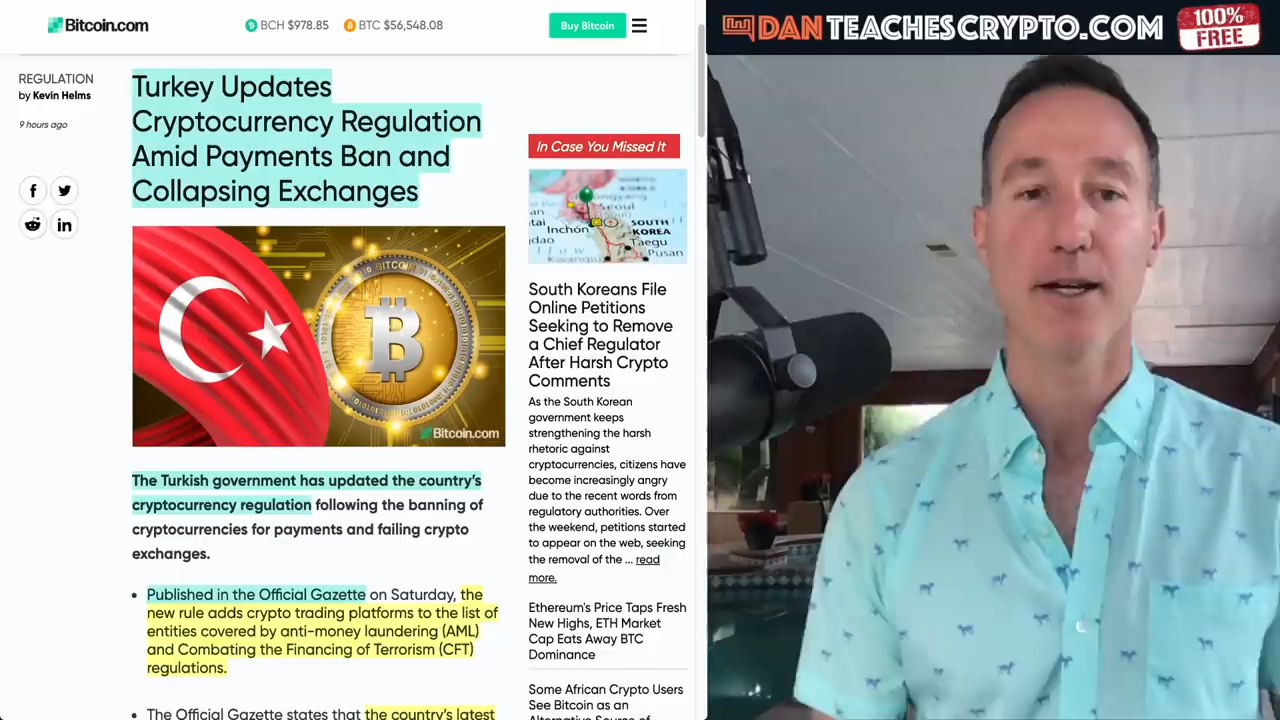 Bitcoin.com
BCH $978.85
BTC $56,548.08
Buy Bitcoin
REGULATION
by Kevin Helms
9 hours ago
Turkey Updates
Cryptocurrency Regulation
Amid Payments Ban and
Collapsing Exchanges
BITCOIN
Bitcoin.com
The Turkish government has updated the country's
cryptocurrency regulation following the banning of
cryptocurrencies for payments and failing crypto
exchanges.
• Published in the Official Gazette on Saturday, the
new rule adds crypto trading platforms to the list of
entities covered by anti-money laundering (AML)
and Combating the Financing of Terrorism (CFT)
regulations.
• The Official Gazette states that the country's latest
In Case You Missed It
Seoul
Inchón
SOUTH
KOREA
Taegu
Pusan
South Koreans File
Online Petitions
Seeking to Remove
a Chief Regulator
After Harsh Crypto
Comments
As the South Korean
government keeps
strengthening the harsh
rhetoric against
cryptocurrencies, citizens have
become increasingly angry
due to the recent words from
regulatory authorities. Over
the weekend, petitions started
to appear on the web, seeking
the removal of the ... read
more.
Ethereum's Price Taps Fresh
New Highs, ETH Market
Cap Eats Away BTC
Dominance
Some African Crypto Users
See Bitcoin as an
Alternative Source of
DANTEACHESCRYPTO.COM
100%
FREE